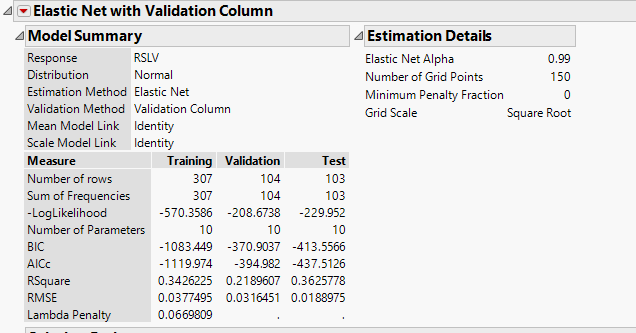 Elastic Net with Validation Column
Model Summary
Response RSLV
Distribution Normal
Estimation Method Elastic Net
Validation Method Validation Column
Mean Model Link Identity
Scale Model Link Identity
Measure Training Validation Test
Number of rows 307 104 103
Sum of Frequencies 307 104 103
-LogLikelihood -570.3586 -208.6738 -229.952
Number of Parameters 10 10 10
BIC -1083.449 -370.9037 -413.5566
AICc -1119.974 -394.982 -437.5126
RSquare 0.3426225 0.2189607 0.3625778
RMSE 0.0377495 0.0316451 0.0188975
Lambda Penalty 0.0669809 . .
Estimation Details
Elastic Net Alpha 0.99
Number of Grid Points 150
Minimum Penalty Fraction 0
Grid Scale Square Root